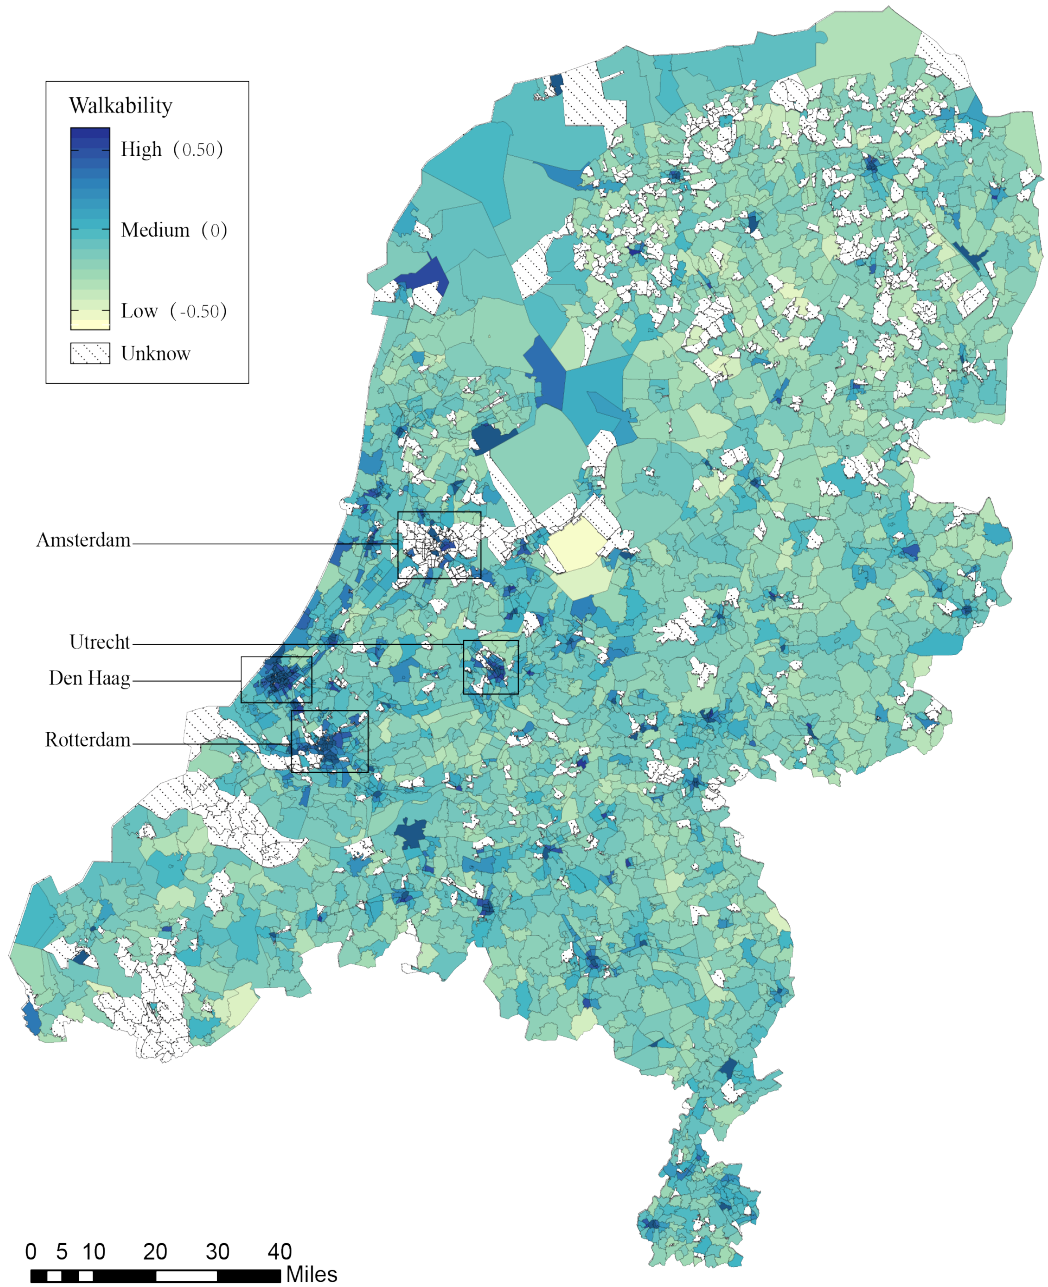 Walkability
High (0.50)
Medium (0)
Low (-0.50)
Unknow
Amsterdam
Utrecht
Den Haag
Rotterdam
0 5 10 20 30 40
Miles